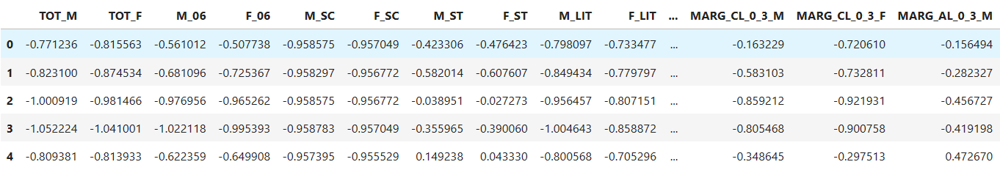 TOT_M TOT_F M_06 F_06 M_SC F_SC M_ST F_ST M_LIT F_LIT ... MARG_CL_0_3_M MARG_CL_0_3_F MARG_AL_0_3_M
0 -0.771236 -0.815563 -0.561012 -0.507738 -0.958575 -0.957049 -0.423306 -0.476423 -0.798097 -0.733477 ... -0.163229 -0.720610 -0.156494
1 -0.823100 -0.874534 -0.681096 -0.725367 -0.958297 -0.956772 -0.582014 -0.607607 -0.849434 -0.779797 ... -0.583103 -0.732811 -0.282327
2 -1.000919 -0.981466 -0.976956 -0.965262 -0.958575 -0.956772 -0.038951 -0.027273 -0.956457 -0.807151 ... -0.859212 -0.921931 -0.456727
3 -1.052224 -1.041001 -1.022118 -0.995393 -0.958783 -0.957049 -0.355965 -0.390060 -1.004643 -0.858872 ... -0.805468 -0.900758 -0.419198
4 -0.809381 -0.813933 -0.622359 -0.649908 -0.957395 -0.955529 0.149238 0.043330 -0.800568 -0.705296 ... -0.348645 -0.297513 0.472670